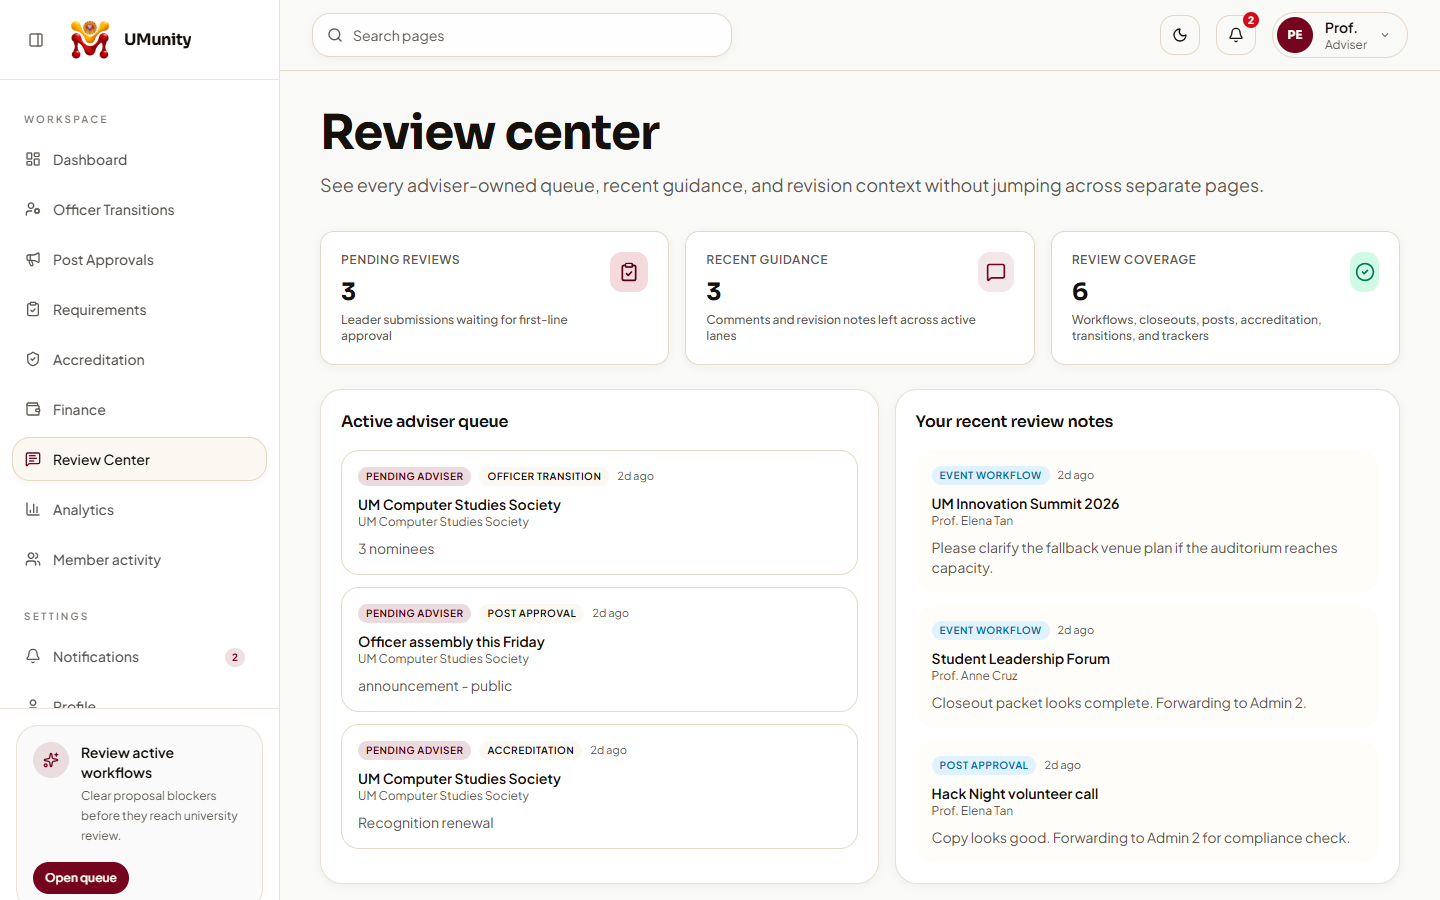 UMunity
Search pages
2
PE
Prof.
Adviser
WORKSPACE
Dashboard
Officer Transitions
Post Approvals
Requirements
Accreditation
Finance
Review Center
Analytics
Member activity
SETTINGS
Notifications
2
Profile
Review active
workflows
Clear proposal blockers
before they reach university
review.
Open queue
Review center
See every adviser-owned queue, recent guidance, and revision context without jumping across separate pages.
PENDING REVIEWS
3
Leader submissions waiting for first-line
approval
RECENT GUIDANCE
3
Comments and revision notes left across active
lanes
REVIEW COVERAGE
6
Workflows, closeouts, posts, accreditation,
transitions, and trackers
Active adviser queue
PENDING ADVISER OFFICER TRANSITION 2d ago
UM Computer Studies Society
UM Computer Studies Society
3 nominees
PENDING ADVISER POST APPROVAL 2d ago
Officer assembly this Friday
UM Computer Studies Society
announcement - public
PENDING ADVISER ACCREDITATION 2d ago
UM Computer Studies Society
UM Computer Studies Society
Recognition renewal
Your recent review notes
EVENT WORKFLOW 2d ago
UM Innovation Summit 2026
Prof. Elena Tan
Please clarify the fallback venue plan if the auditorium reaches
capacity.
EVENT WORKFLOW 2d ago
Student Leadership Forum
Prof. Anne Cruz
Closeout packet looks complete. Forwarding to Admin 2.
POST APPROVAL 2d ago
Hack Night volunteer call
Prof. Elena Tan
Copy looks good. Forwarding to Admin 2 for compliance check.